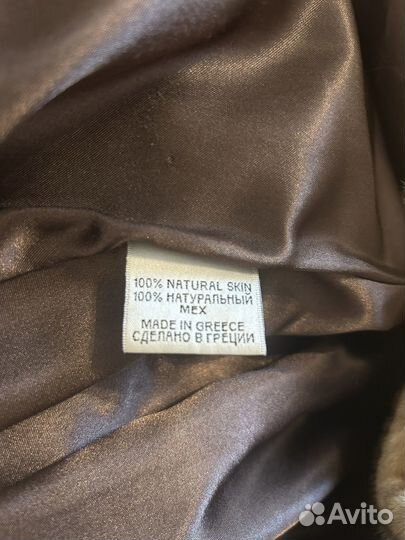 100% NATURAL SKIN
100% НАТУРАЛЬНЫЙ
МЕХ
MADE IN GREECE
СДЕЛАНО В ГРЕЦИИ
Avito